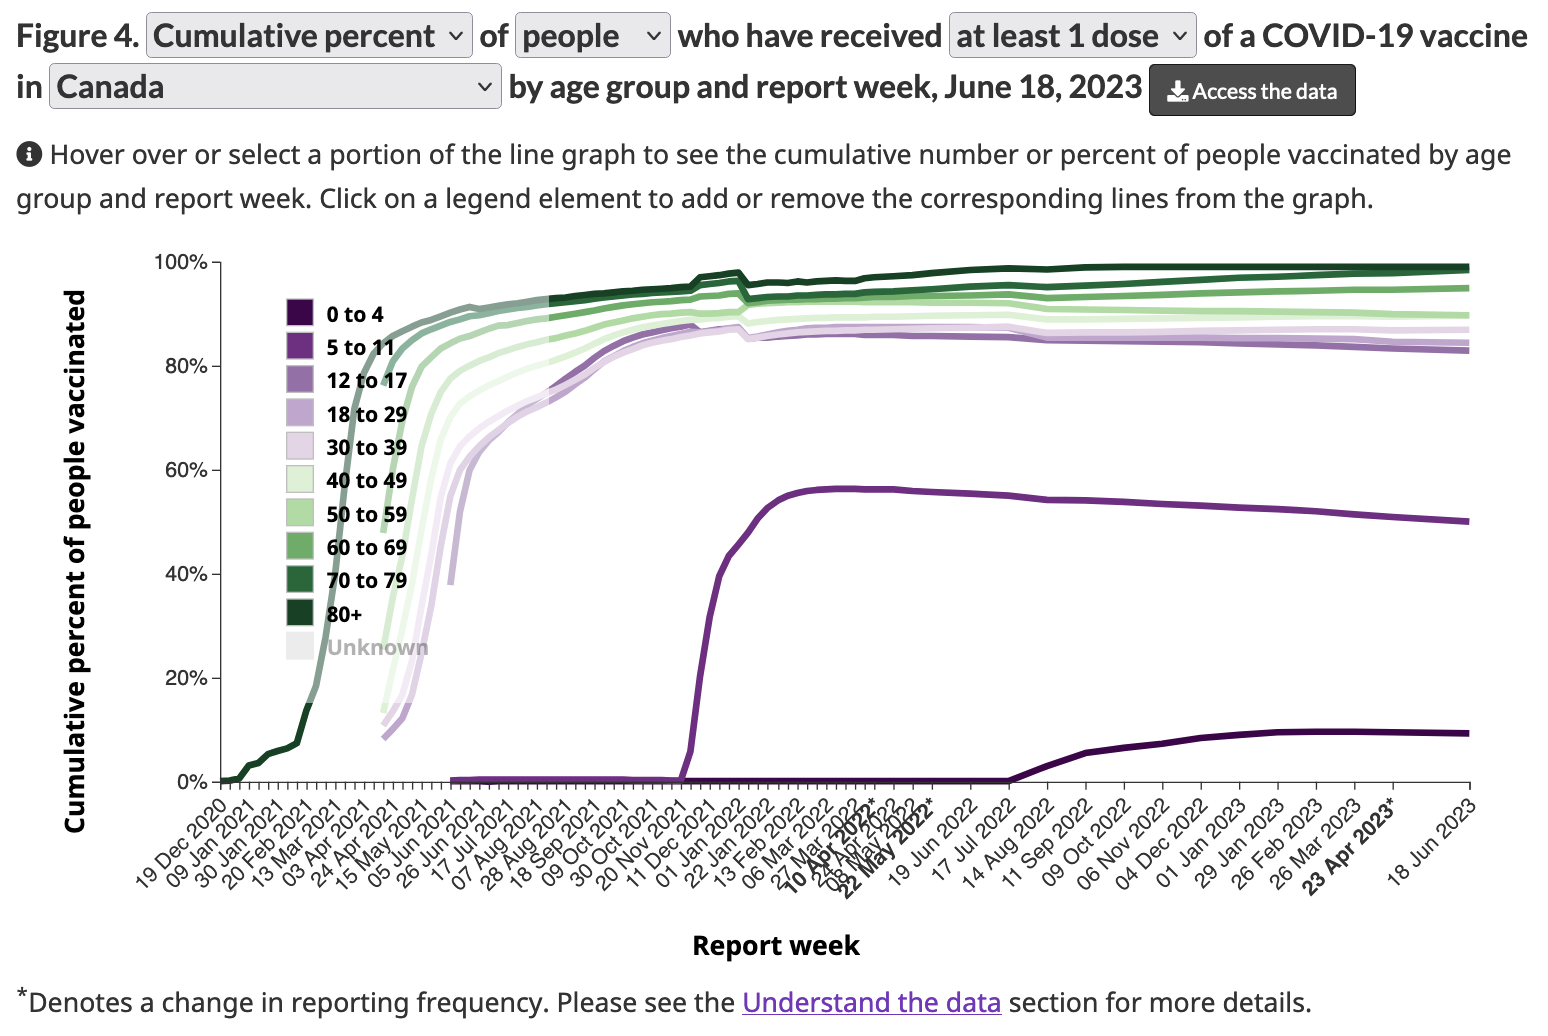 Figure 4. Cumulative percent of people who have received at least 1 dose of a COVID-19 vaccine
in Canada by age group and report week, June 18, 2023 Access the data
Hover over or select a portion of the line graph to see the cumulative number or percent of people vaccinated by age
group and report week. Click on a legend element to add or remove the corresponding lines from the graph.
Cumulative percent of people vaccinated
100%
80%
60%
40%
20%
0%
0 to 4
5 to 11
12 to 17
18 to 29
30 to 39
40 to 49
50 to 59
60 to 69
70 to 79
80+
Unknown
19 Dec 2020
09 Jan 2021
30 Jan 2021
20 Feb 2021
13 Mar 2021
03 Apr 2021
24 Apr 2021
15 May 2021
05 Jun 2021
26 Jun 2021
17 Jul 2021
07 Aug 2021
28 Aug 2021
18 Sep 2021
09 Oct 2021
30 Oct 2021
20 Nov 2021
11 Dec 2021
01 Jan 2022
22 Jan 2022
13 Feb 2022
06 Mar 2022
27 Mar 2022
10 Apr 2022*
24 Apr 2022
08 May 2022
22 May 2022*
19 Jun 2022
17 Jul 2022
14 Aug 2022
11 Sep 2022
09 Oct 2022
06 Nov 2022
04 Dec 2022
01 Jan 2023
29 Jan 2023
26 Feb 2023
26 Mar 2023
23 Apr 2023*
18 Jun 2023
Report week
*Denotes a change in reporting frequency. Please see the Understand the data section for more details.